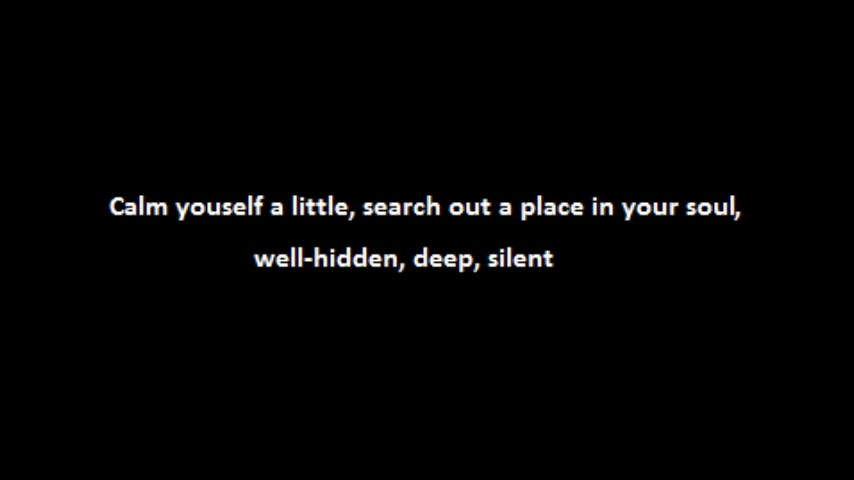 Calm youself a little, search out a place in your soul,
well-hidden, deep, silent